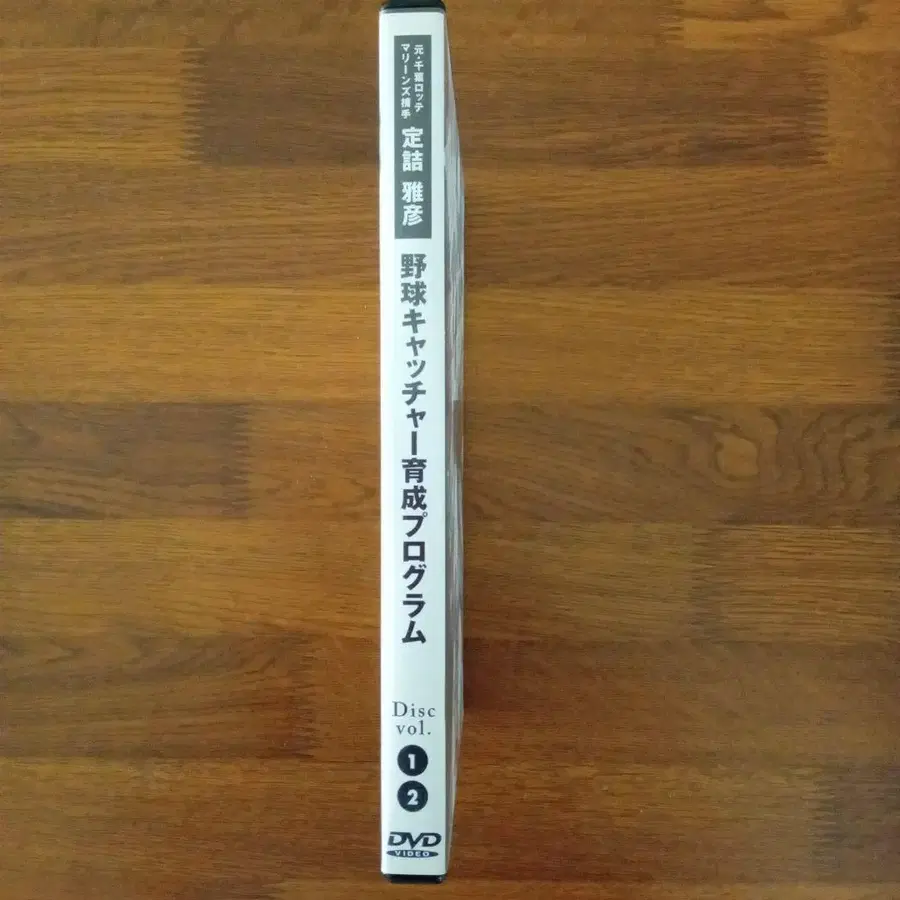 元・千葉ロッテ
マリーンズ捕手
定詰 雅彦
野球キャッチャー育成プログラム
Disc
vol.
1
2
DVD
VIDEO